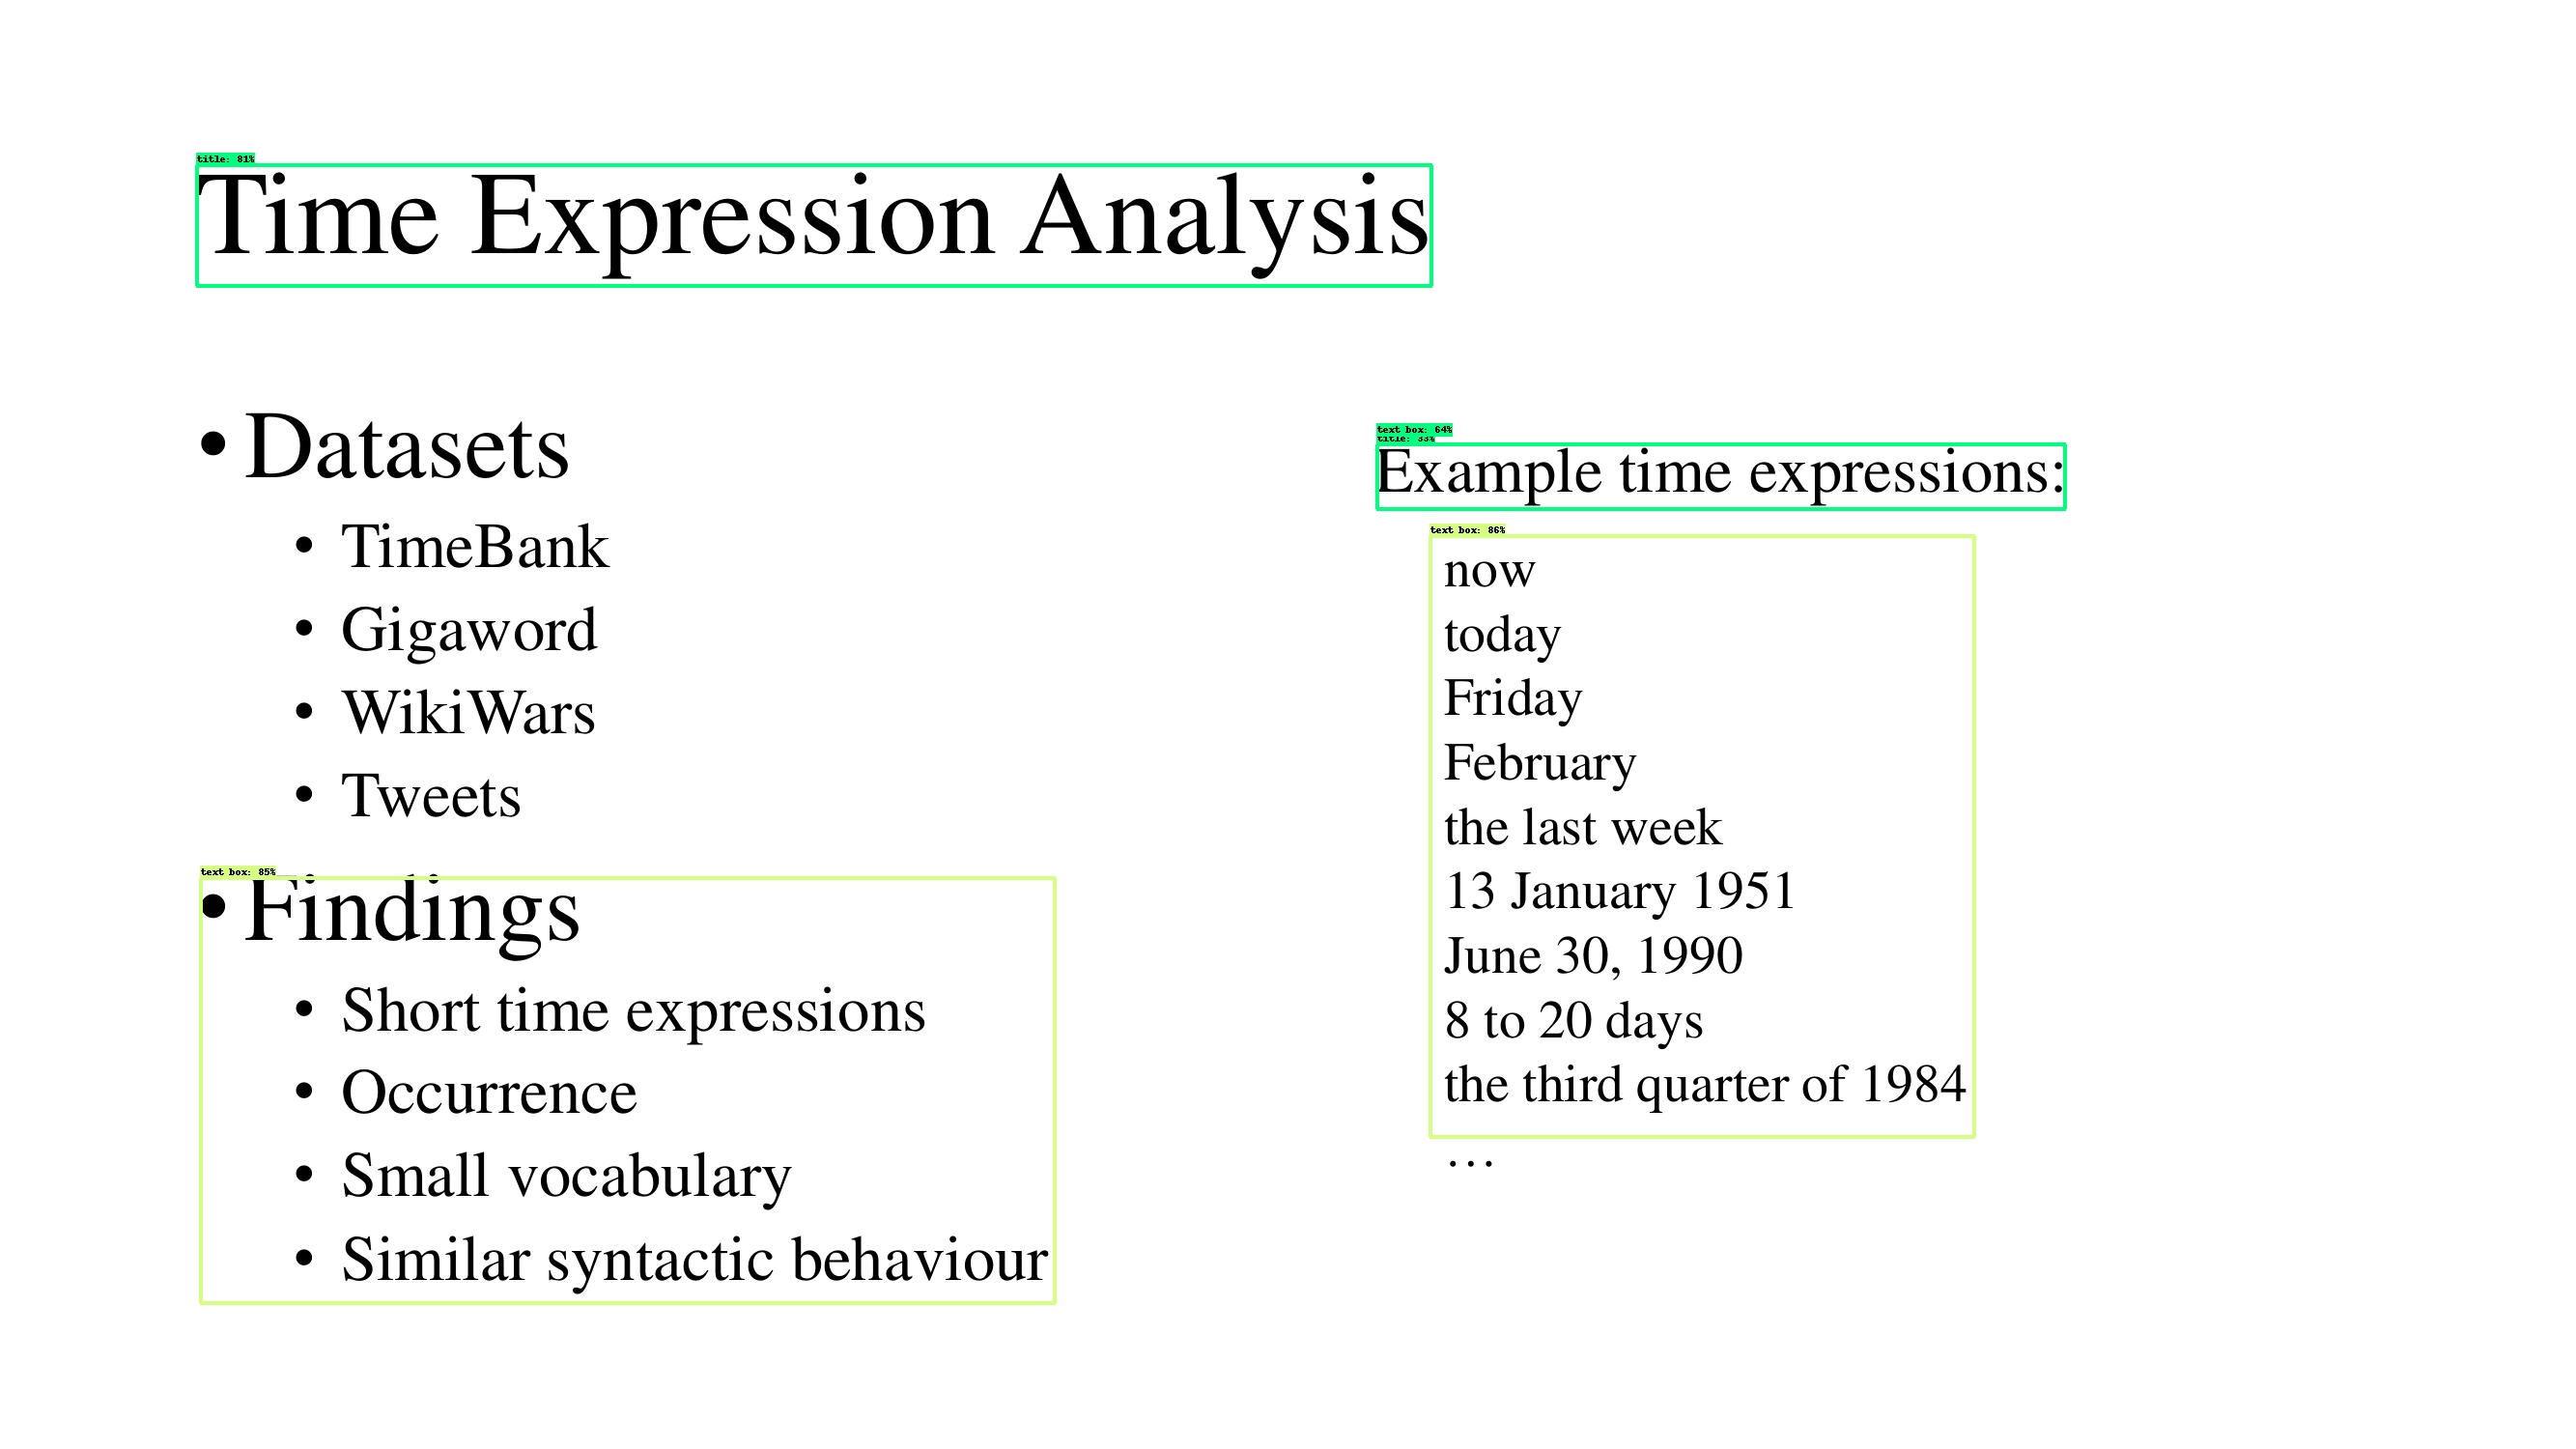 title: 81%
Time Expression Analysis
• Datasets
• TimeBank
• Gigaword
• WikiWars
• Tweets
text box: 85%
• Findings
• Short time expressions
• Occurrence
• Small vocabulary
• Similar syntactic behaviour
text box: 64%
title: 33%
Example time expressions:
text box: 86%
now
today
Friday
February
the last week
13 January 1951
June 30, 1990
8 to 20 days
the third quarter of 1984
…